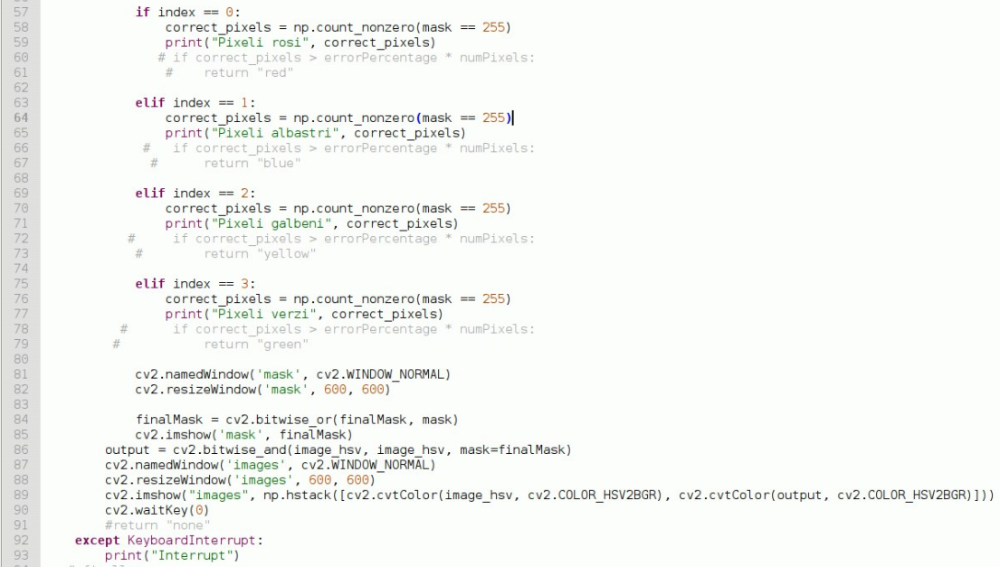 57 if index == 0:
58 correct_pixels = np.count_nonzero(mask == 255)
59 print("Pixeli rosi", correct_pixels)
60 # if correct_pixels > errorPercentage * numPixels:
61 #    return "red"
62
63 elif index == 1:
64 correct_pixels = np.count_nonzero(mask == 255)
65 print("Pixeli albastri", correct_pixels)
66 #   if correct_pixels > errorPercentage * numPixels:
67 #      return "blue"
68
69 elif index == 2:
70 correct_pixels = np.count_nonzero(mask == 255)
71 print("Pixeli galbeni", correct_pixels)
72 #     if correct_pixels > errorPercentage * numPixels:
73 #        return "yellow"
74
75 elif index == 3:
76 correct_pixels = np.count_nonzero(mask == 255)
77 print("Pixeli verzi", correct_pixels)
78 #      if correct_pixels > errorPercentage * numPixels:
79 #           return "green"
80
81 cv2.namedWindow('mask', cv2.WINDOW_NORMAL)
82 cv2.resizeWindow('mask', 600, 600)
83
84 finalMask = cv2.bitwise_or(finalMask, mask)
85 cv2.imshow('mask', finalMask)
86 output = cv2.bitwise_and(image_hsv, image_hsv, mask=finalMask)
87 cv2.namedWindow('images', cv2.WINDOW_NORMAL)
88 cv2.resizeWindow('images', 600, 600)
89 cv2.imshow("images", np.hstack([cv2.cvtColor(image_hsv, cv2.COLOR_HSV2BGR), cv2.cvtColor(output, cv2.COLOR_HSV2BGR)]))
90 cv2.waitKey(0)
91 #return "none"
92 except KeyboardInterrupt:
93 print("Interrupt")